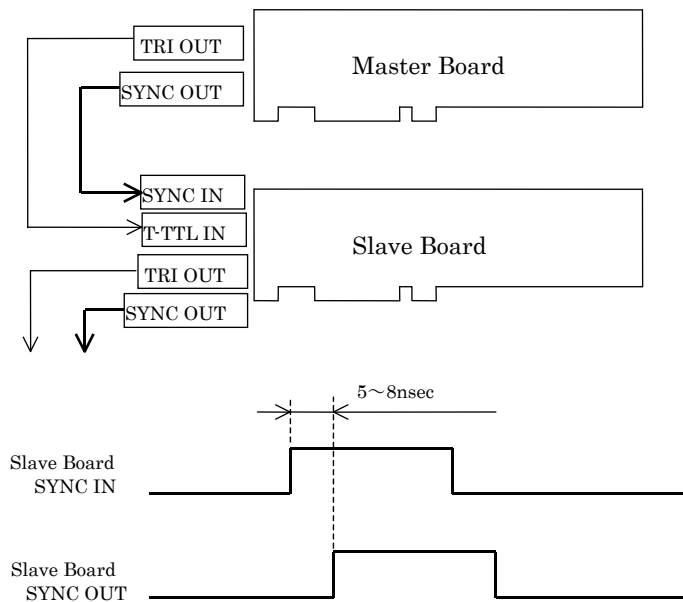 TRI OUT
Master Board
SYNC OUT
SYNC IN
T-TTL IN
Slave Board
TRI OUT
SYNC OUT
5～8nsec
Slave Board
SYNC IN
Slave Board
SYNC OUT